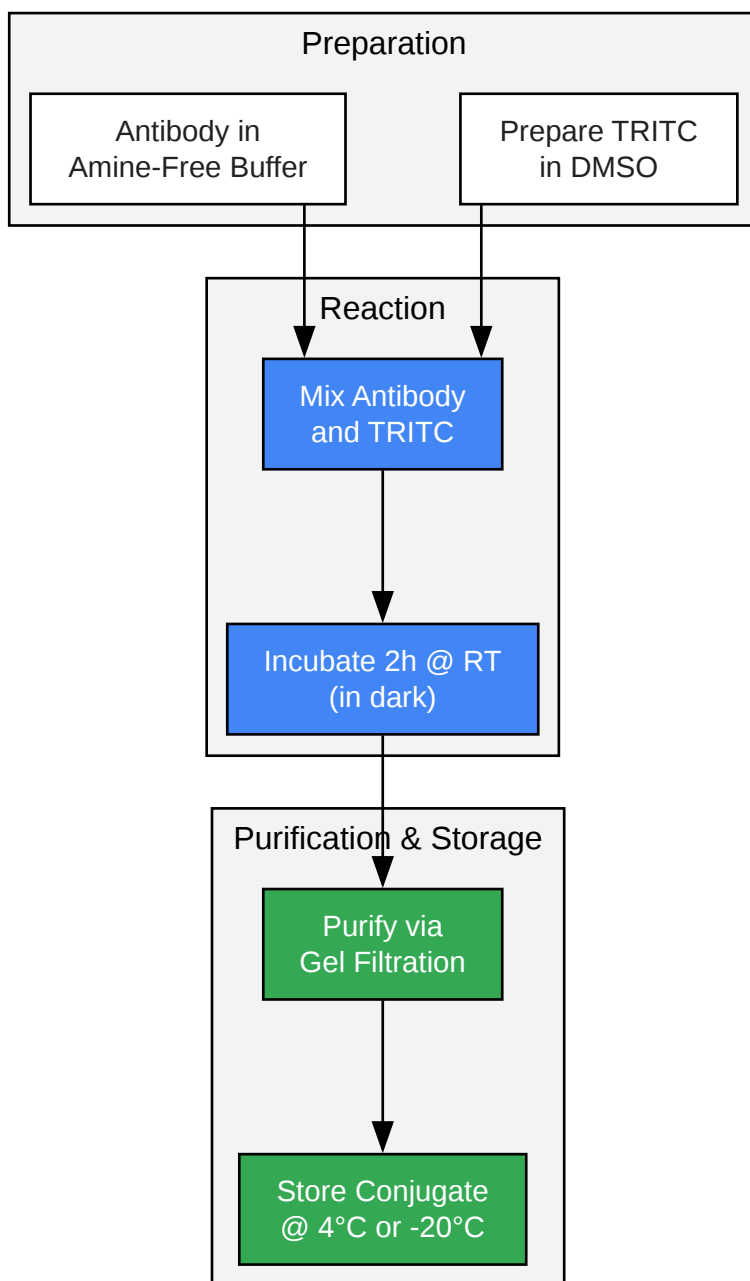 Preparation
Antibody in
Amine-Free Buffer
Prepare TRITC
in DMSO
Reaction
Mix Antibody
and TRITC
Incubate 2h @ RT
(in dark)
Purification & Storage
Purify via
Gel Filtration
Store Conjugate
@ 4°C or -20°C